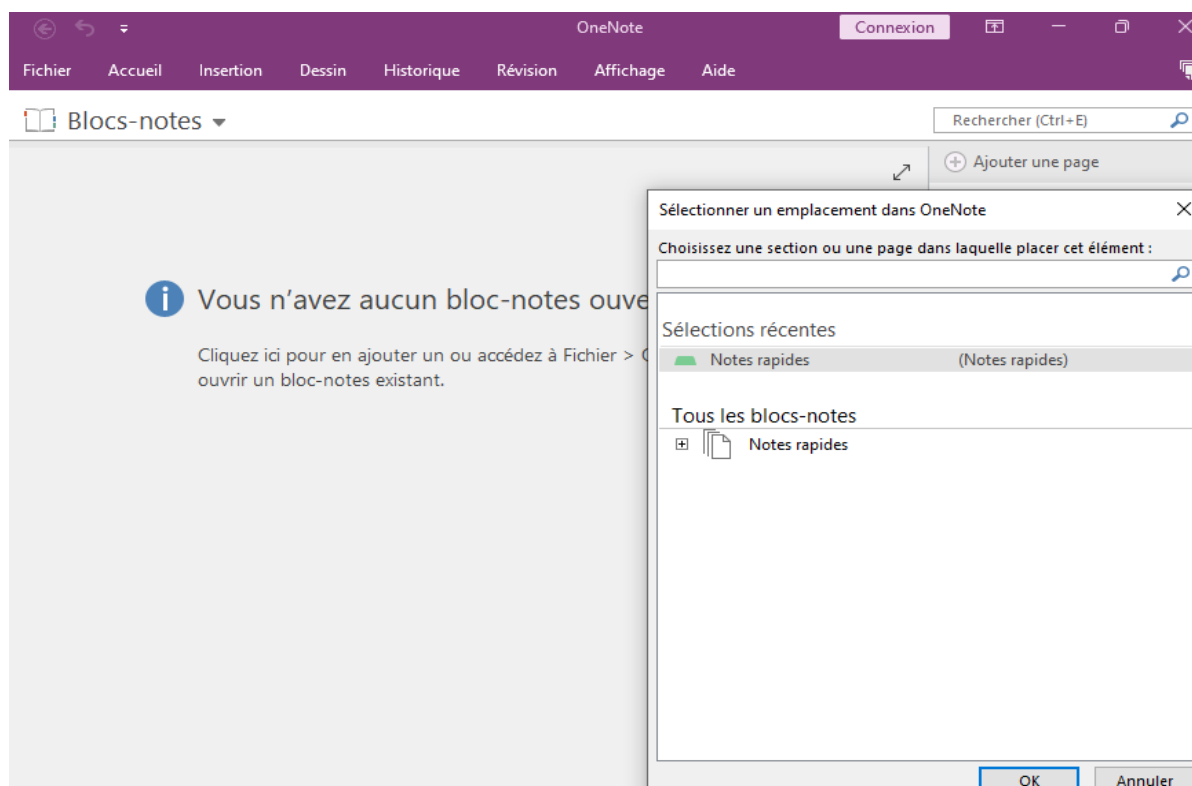 OneNote
Connexion
Fichier Accueil Insertion Dessin Historique Révision Affichage Aide
Blocs-notes
Rechercher (Ctrl+E)
Ajouter une page
Sélectionner un emplacement dans OneNote
Choisissez une section ou une page dans laquelle placer cet élément :
Vous n'avez aucun bloc-notes
Sélections récentes
Cliquez ici pour en ajouter un ou accédez à Fichier >
ouvrir un bloc-notes existant.
Notes rapides (Notes rapides)
Tous les blocs-notes
Notes rapides
OK Annuler